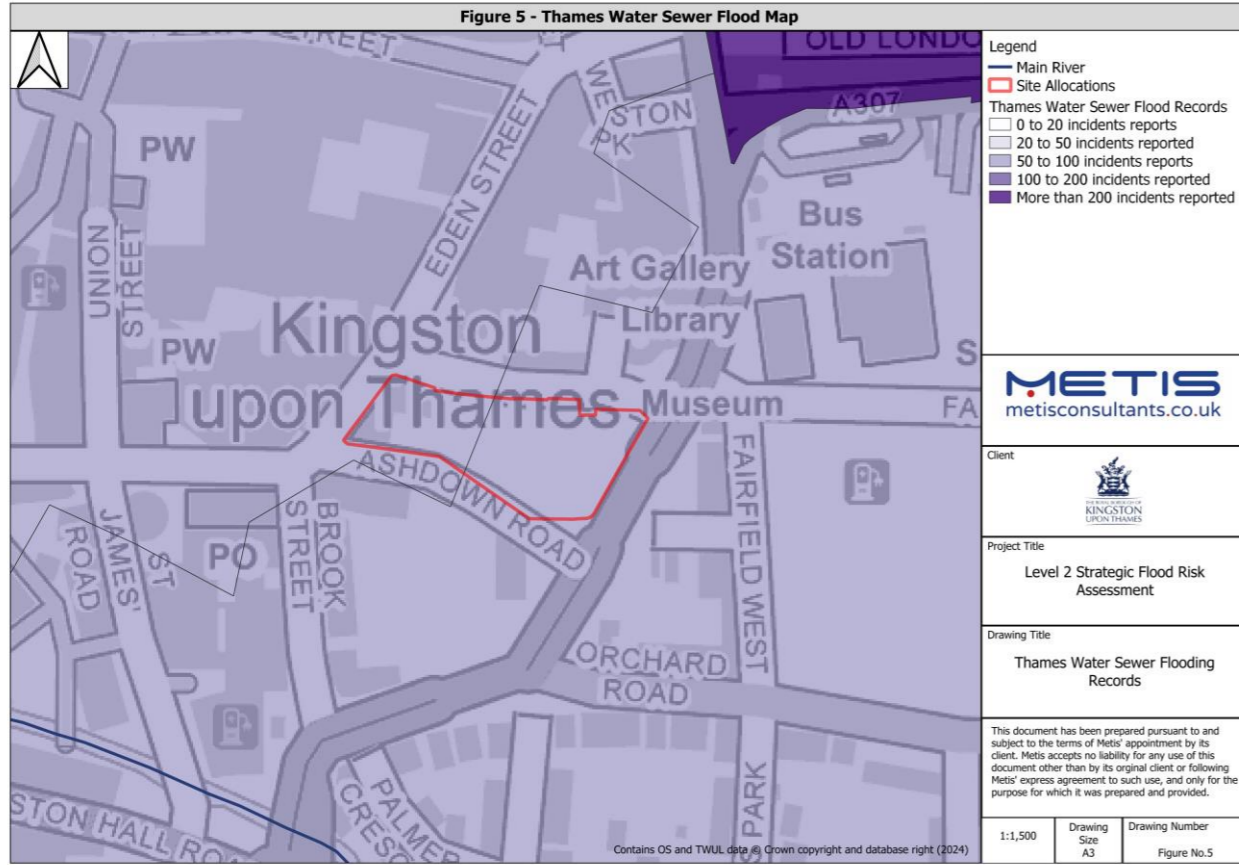 Figure 5 - Thames Water Sewer Flood Map
STREET
OLD LONDO
A307
WESTON
PK
PW
EDEN STREET
UNION
STREET
Bus
Station
Art Gallery
Library
Museum
Kingston
upon Thames
PW
S
FA
ASHDOWN ROAD
FAIRFIELD WEST
PO
BROOK
STREET
ST
JAMES'
ROAD
ORCHARD
ROAD
PALMER
CRESC
PARK
STON HALL RO
Contains OS and TWUL data © Crown copyright and database right (2024)
Legend
Main River
Site Allocations
Thames Water Sewer Flood Records
0 to 20 incidents reports
20 to 50 incidents reported
50 to 100 incidents reports
100 to 200 incidents reported
More than 200 incidents reported
METIS
metisconsultants.co.uk
Client
THE ROYAL BOROUGH OF
KINGSTON
UPON THAMES
Project Title
Level 2 Strategic Flood Risk
Assessment
Drawing Title
Thames Water Sewer Flooding
Records
This document has been prepared pursuant to and
subject to the terms of Metis' appointment by its
client. Metis accepts no liability for any use of this
document other than by its orginal client or following
Metis' express agreement to such use, and only for the
purpose for which it was prepared and provided.
1:1,500
Drawing
Size
A3
Drawing Number
Figure No.5